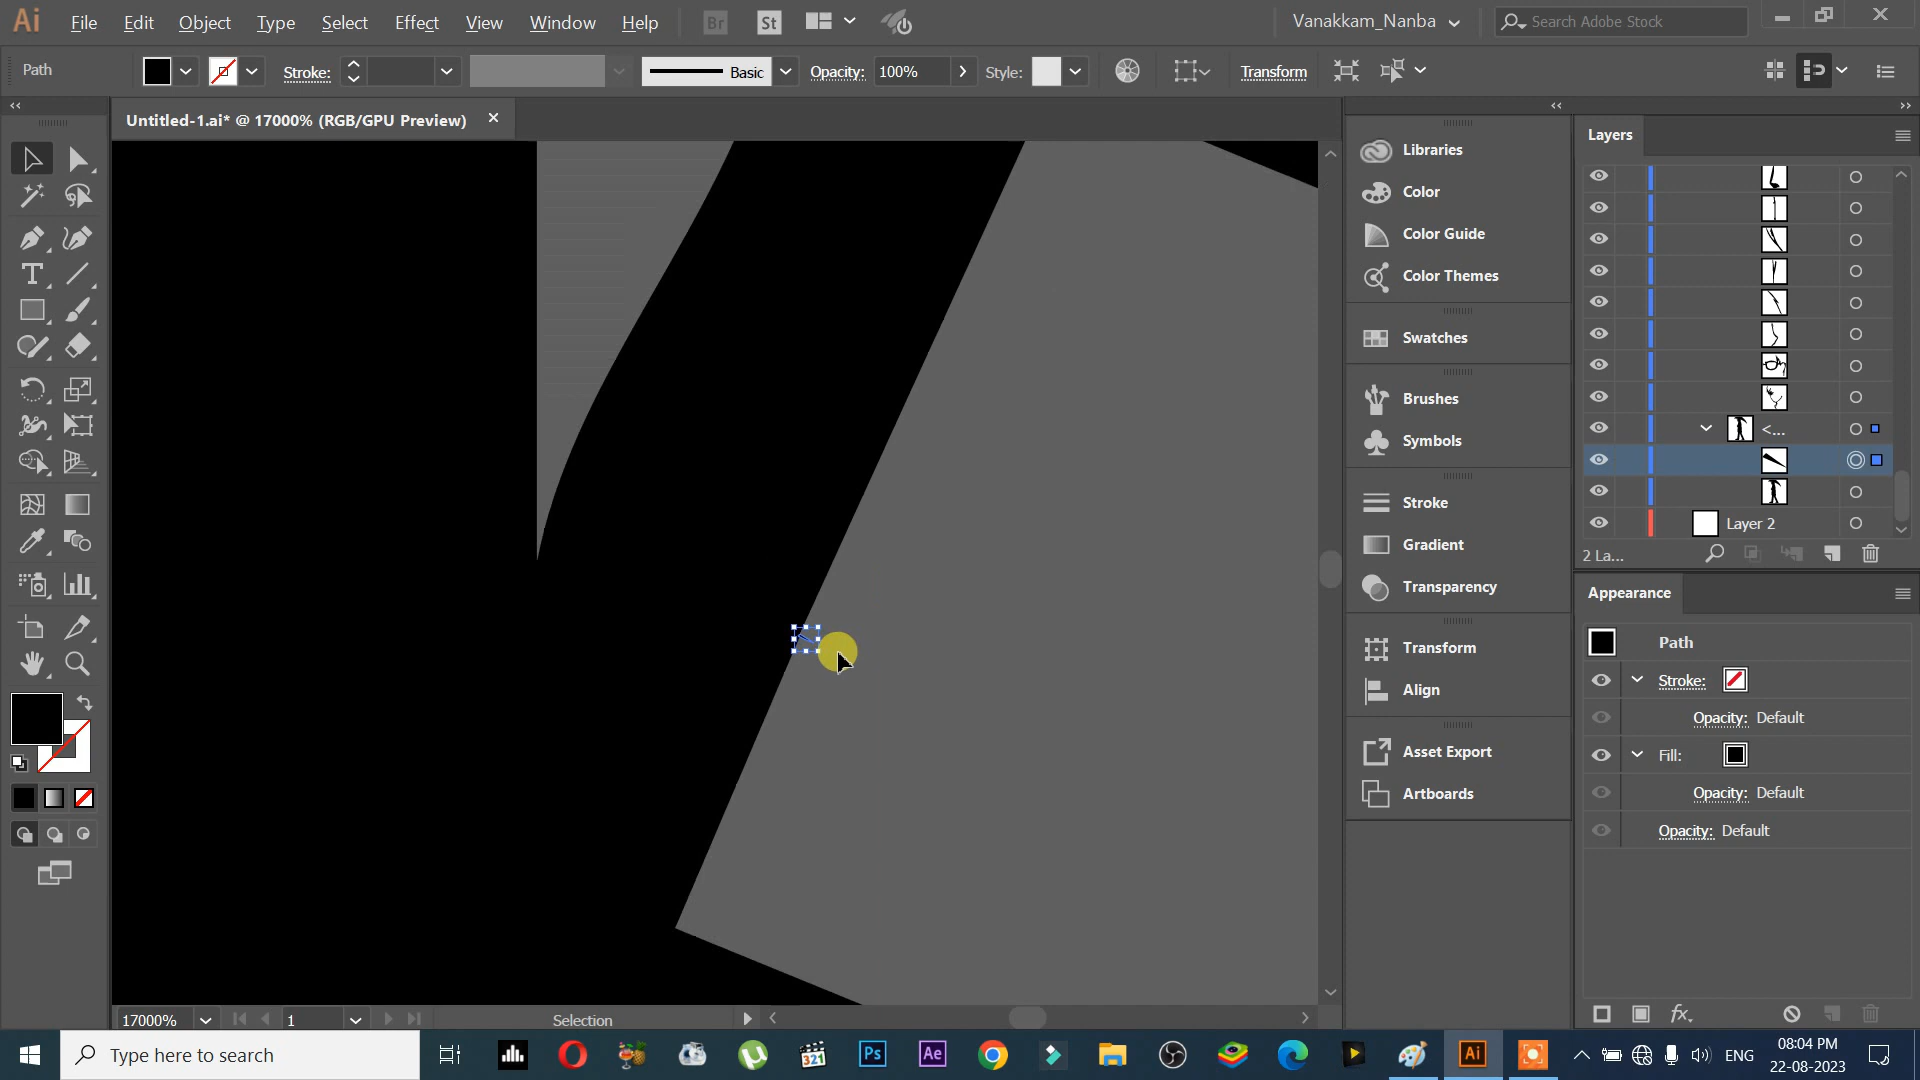 Ai File Edit Object Type Select Effect View Window Help Br St Vanakkam_Nanba Search Adobe Stock
Path Stroke: Basic Opacity: 100% Style: Transform
Untitled-1.ai* @ 17000% (RGB/GPU Preview)
Libraries
Color
Color Guide
Color Themes
Swatches
Brushes
Symbols
Stroke
Gradient
Transparency
Transform
Align
Asset Export
Artboards
Layers
<...
Layer 2
2 La...
Appearance
Path
Stroke:
Opacity: Default
Fill:
Opacity: Default
Opacity: Default
fx
17000% 1 Selection
Type here to search
321
Ps
Ae
Ai
ENG
08:04 PM
22-08-2023